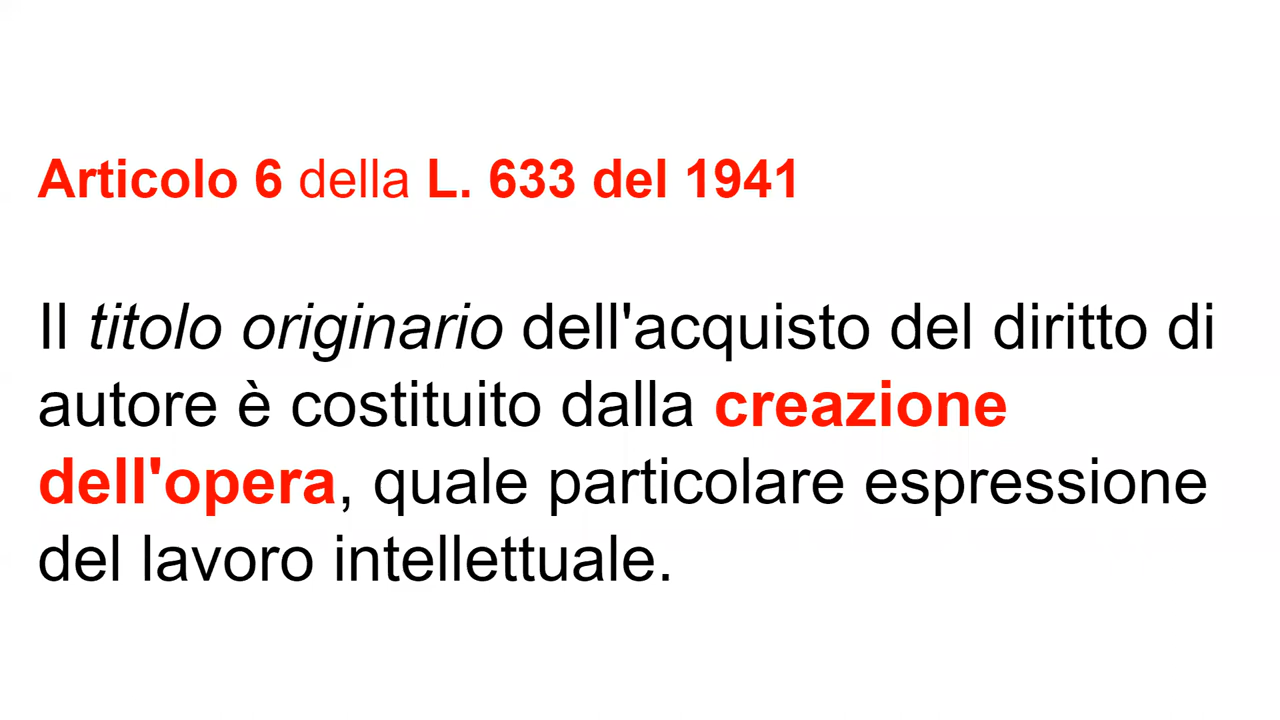 Articolo 6 della L. 633 del 1941
Il titolo originario dell'acquisto del diritto di
autore è costituito dalla creazione
dell'opera, quale particolare espressione
del lavoro intellettuale.